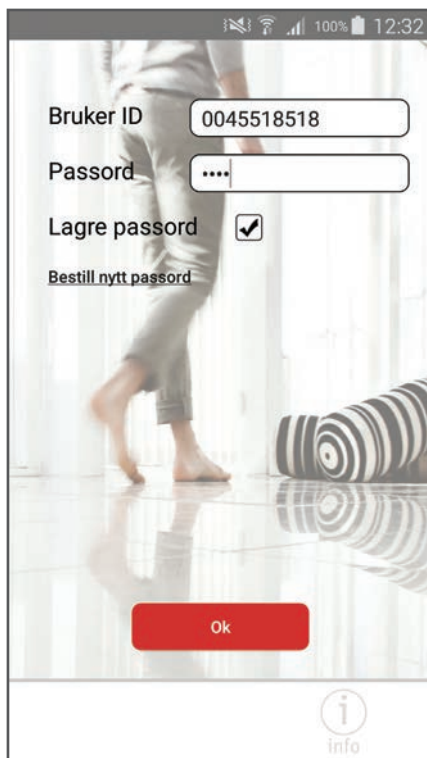 100% 12:32
Bruker ID 0045518518
Passord ••••
Lagre passord
Bestill nytt passord
Ok
info